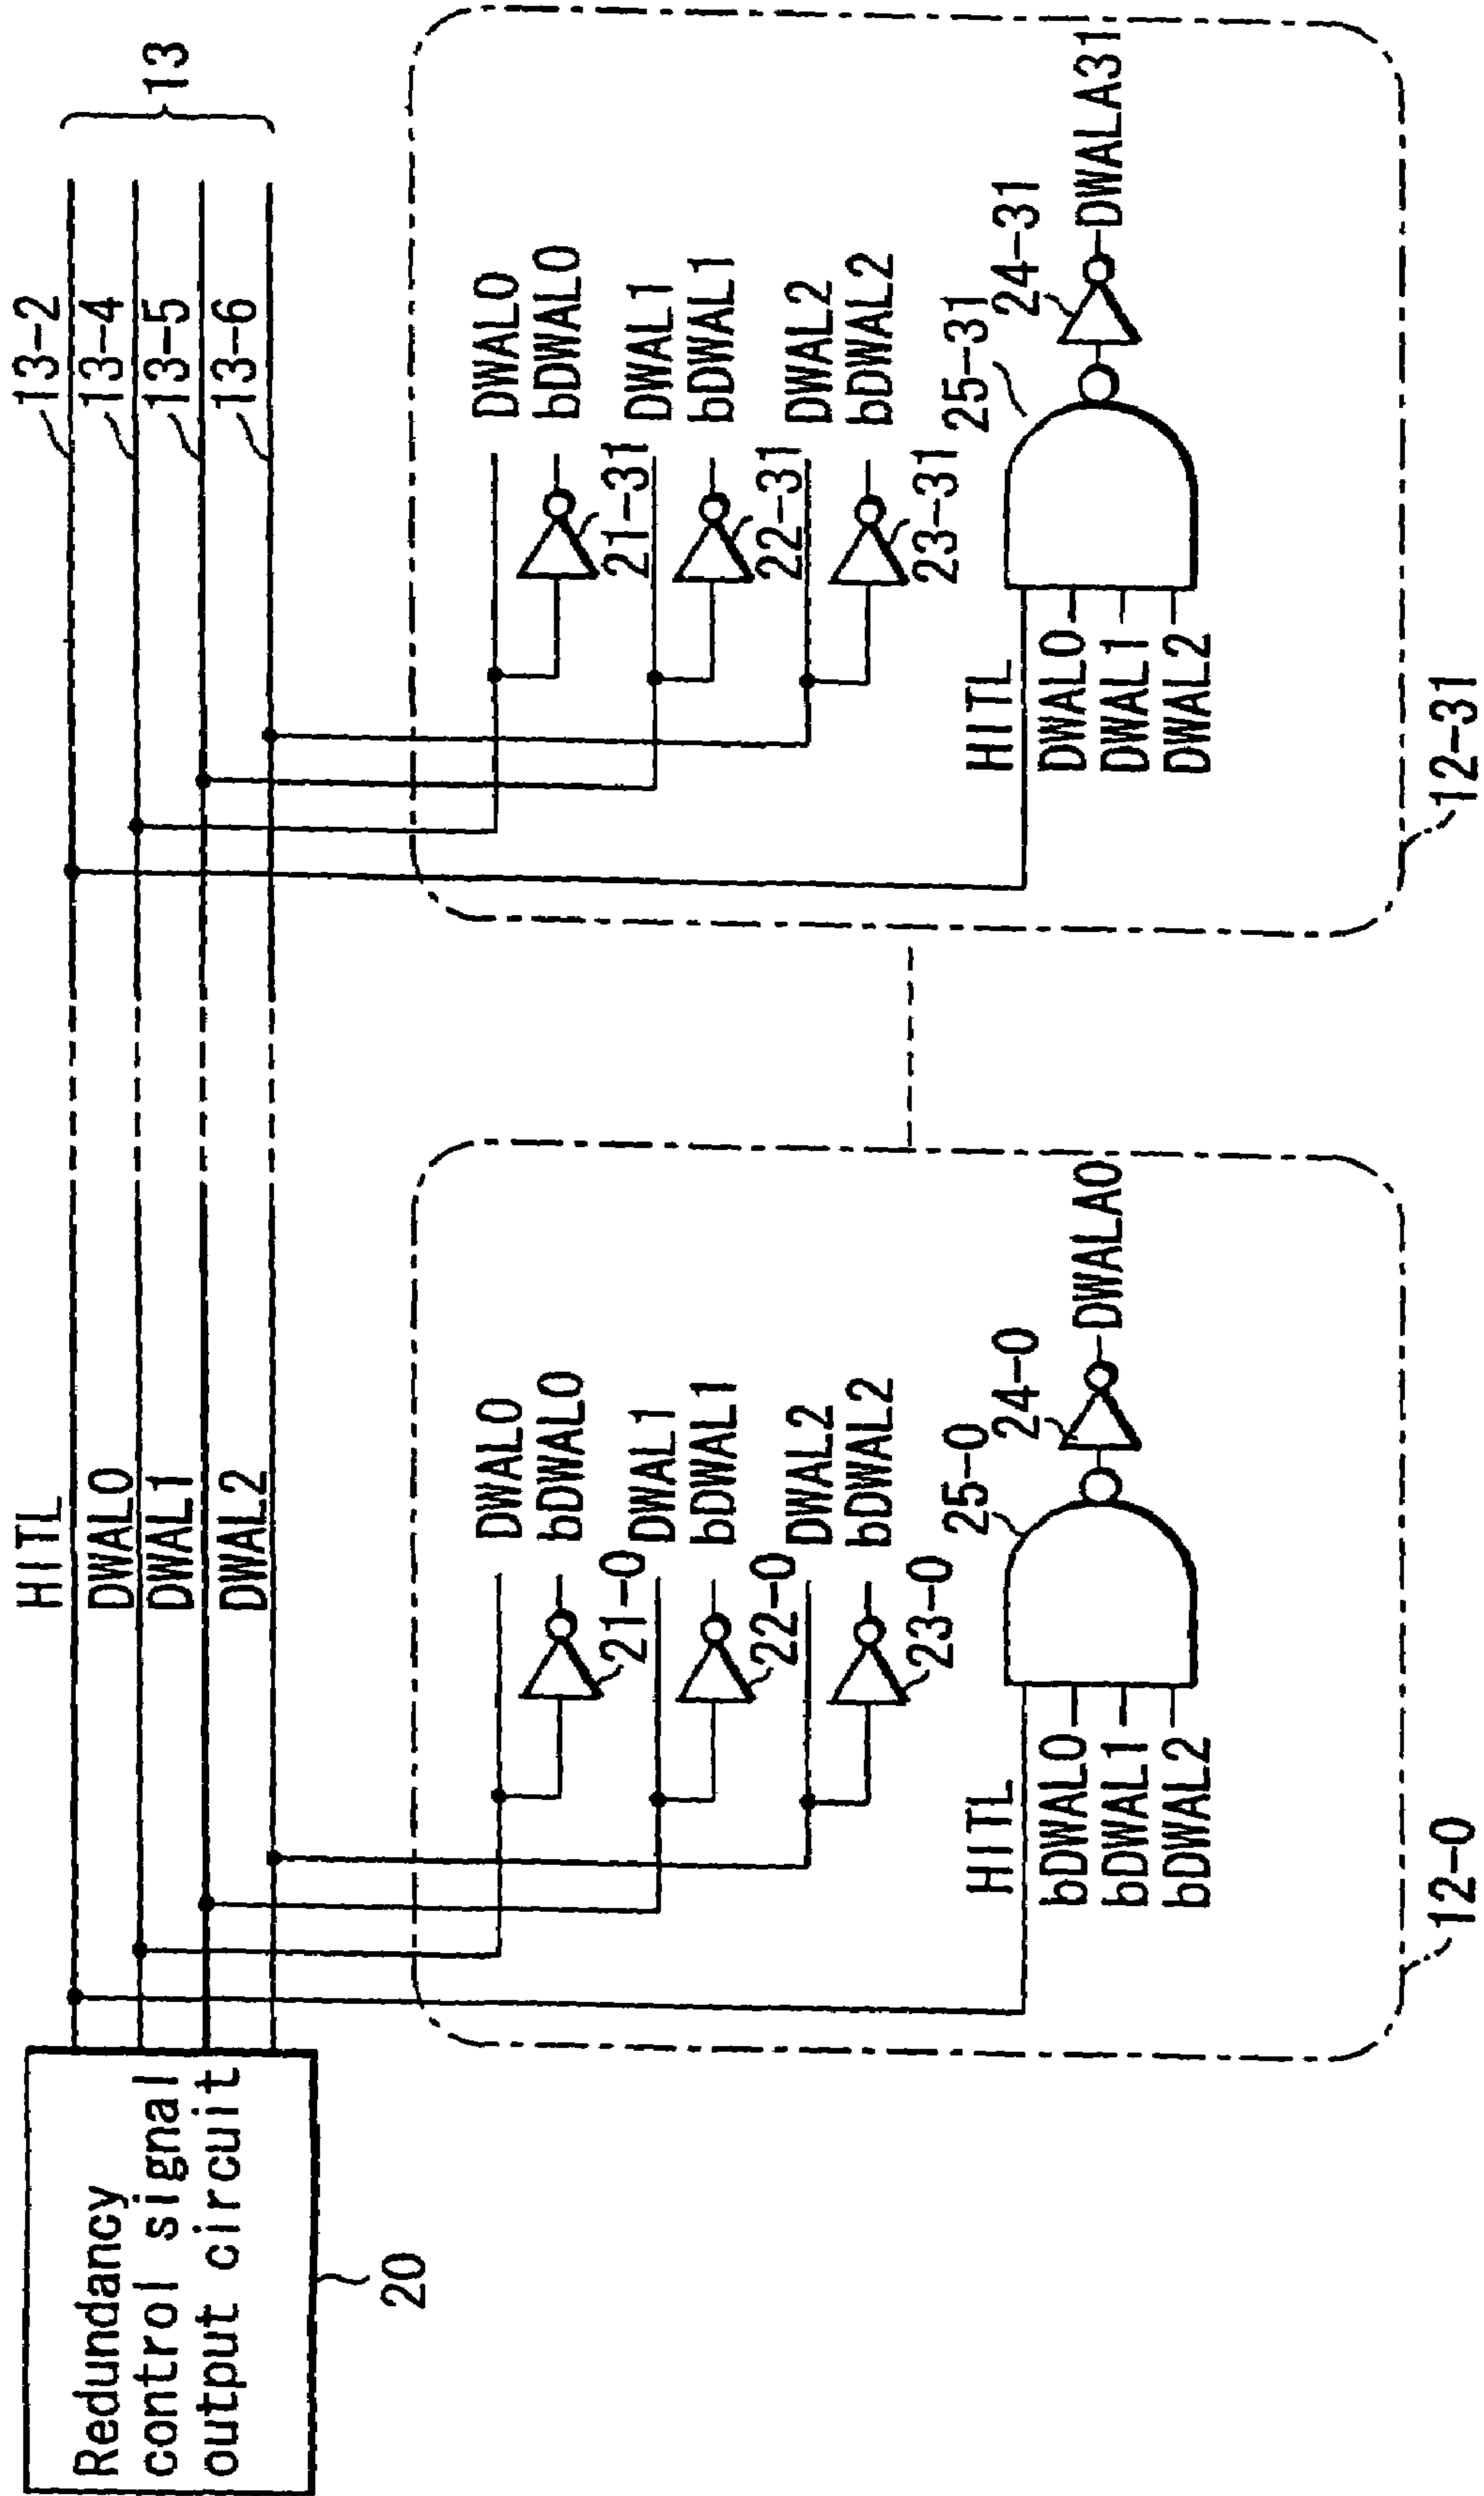 Redundancy
control signal
output circuit
20
HITL
DWAL0
DWAL1
DWAL2
13-2
13-4
13-5
13-6
13
DWAL0
bDWAL0
21-0
DWAL1
bDWAL1
22-0
DWAL2
bDWAL2
23-0
HITL
bDWAL0
bDWAL1
bDWAL2
25-0
24-0
DWALA0
12-0
DWAL0
bDWAL0
21-31
DWAL1
bDWAL1
22-31
DWAL2
bDWAL2
23-31
HITL
DWAL0
DWAL1
DWAL2
25-31
24-31
DWALA31
12-31